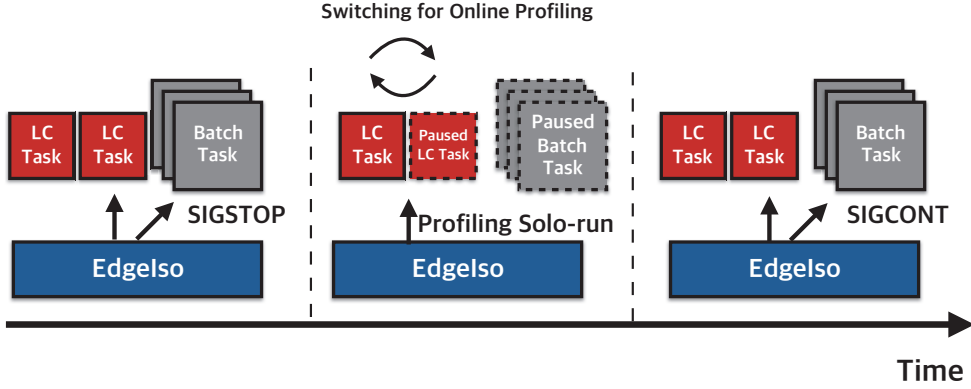 Switching for Online Profiling
LC
Task
LC
Task
Batch
Task
SIGSTOP
EdgeIso
LC
Task
Paused
LC Task
Paused
Batch
Task
Profiling Solo-run
EdgeIso
LC
Task
LC
Task
Batch
Task
SIGCONT
EdgeIso
Time